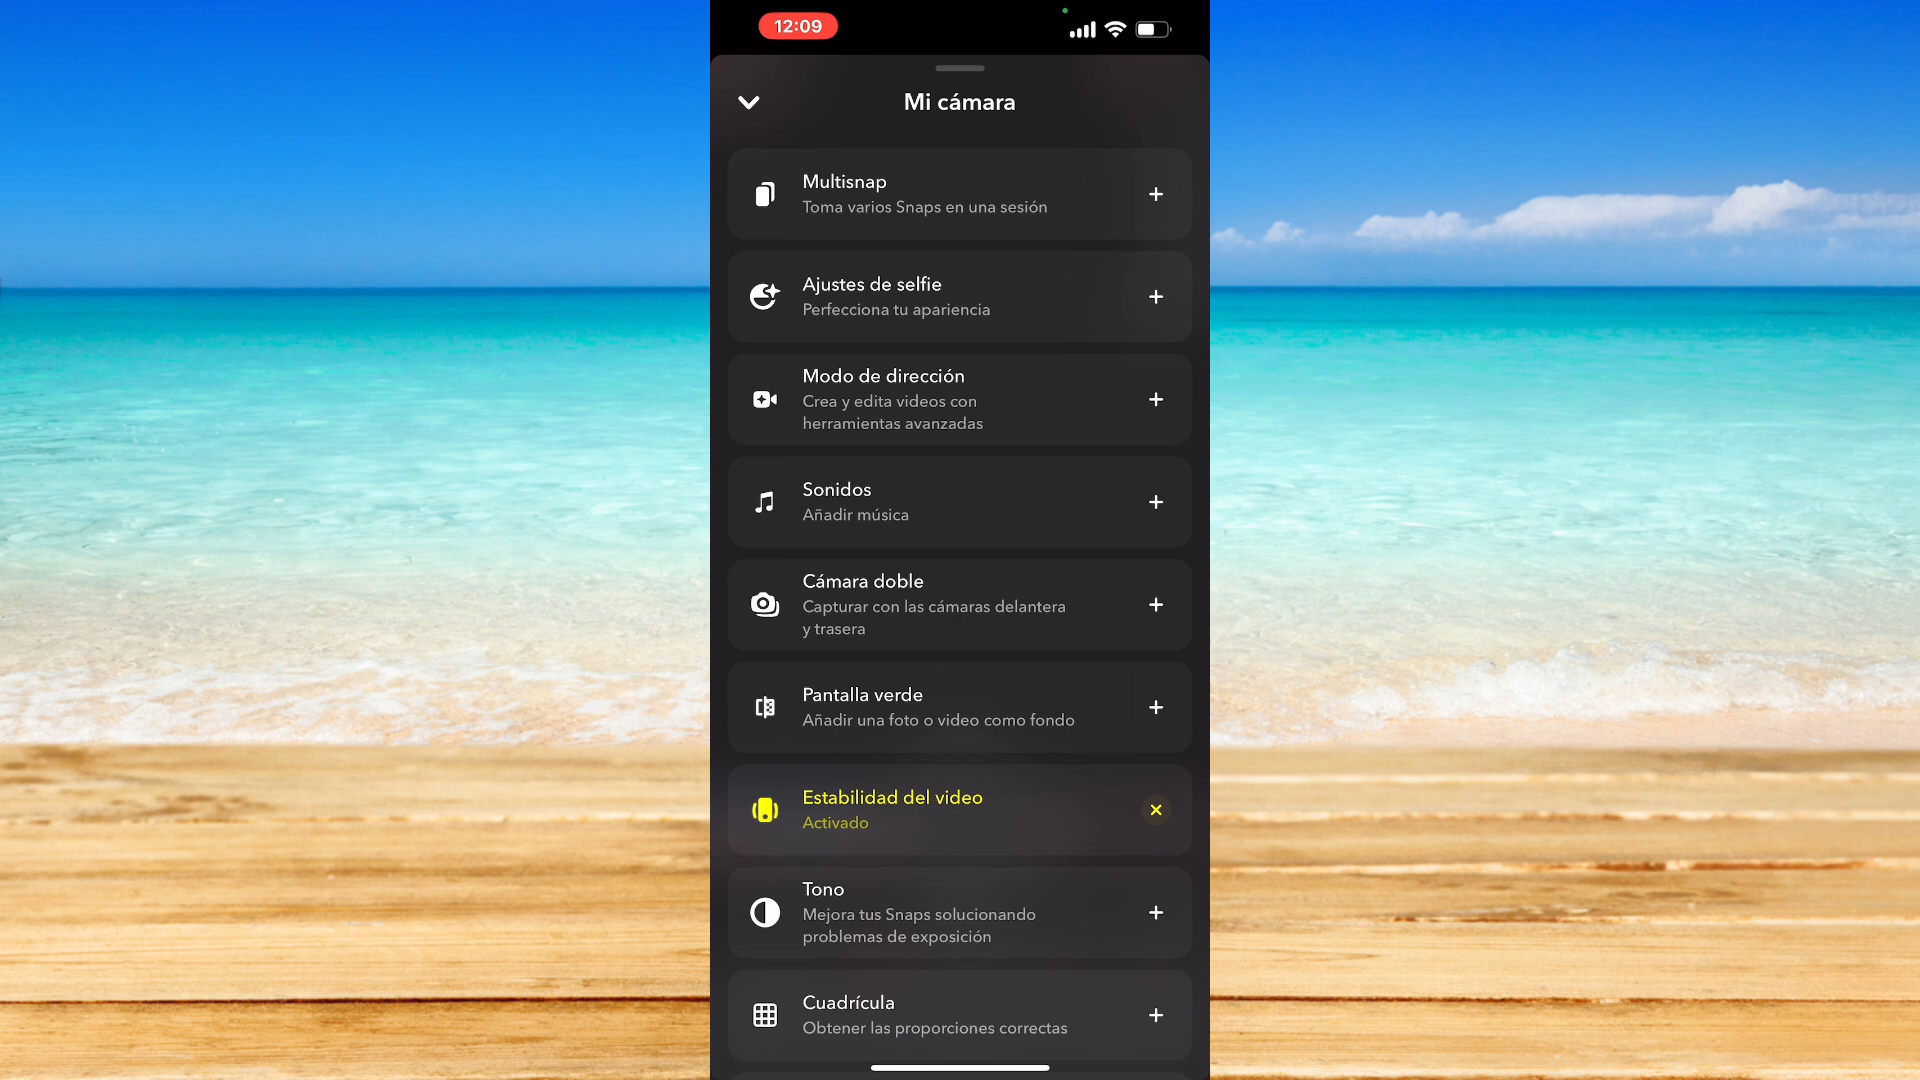 12:09
Mi cámara
Multisnap
Toma varios Snaps en una sesión
Ajustes de selfie
Perfecciona tu apariencia
Modo de dirección
Crea y edita videos con
herramientas avanzadas
Sonidos
Añadir música
Cámara doble
Capturar con las cámaras delantera
y trasera
Pantalla verde
Añadir una foto o video como fondo
Estabilidad del video
Activado
Tono
Mejora tus Snaps solucionando
problemas de exposición
Cuadrícula
Obtener las proporciones correctas